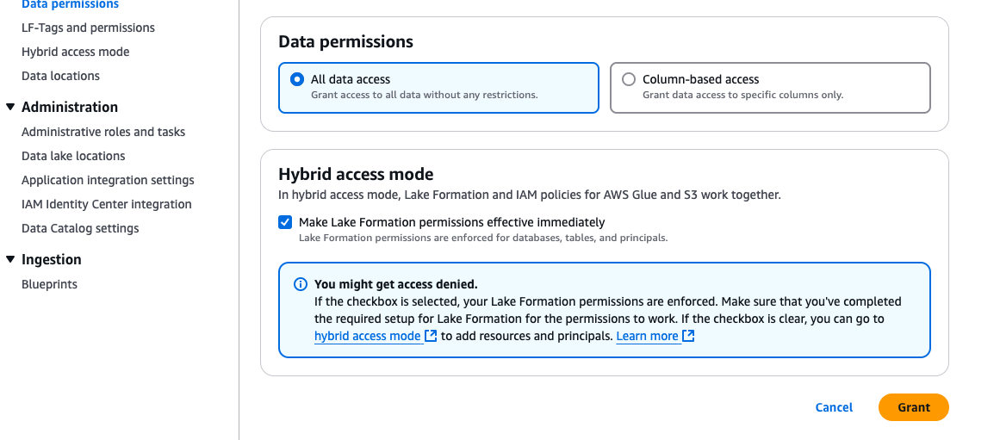 Data permissions
LF-Tags and permissions
Hybrid access mode
Data locations
Administration
Administrative roles and tasks
Data lake locations
Application integration settings
IAM Identity Center integration
Data Catalog settings
Ingestion
Blueprints
Data permissions
All data access
Grant access to all data without any restrictions.
Column-based access
Grant data access to specific columns only.
Hybrid access mode
In hybrid access mode, Lake Formation and IAM policies for AWS Glue and S3 work together.
Make Lake Formation permissions effective immediately
Lake Formation permissions are enforced for databases, tables, and principals.
You might get access denied.
If the checkbox is selected, your Lake Formation permissions are enforced. Make sure that you've completed
the required setup for Lake Formation for the permissions to work. If the checkbox is clear, you can go to
hybrid access mode to add resources and principals. Learn more
Cancel
Grant